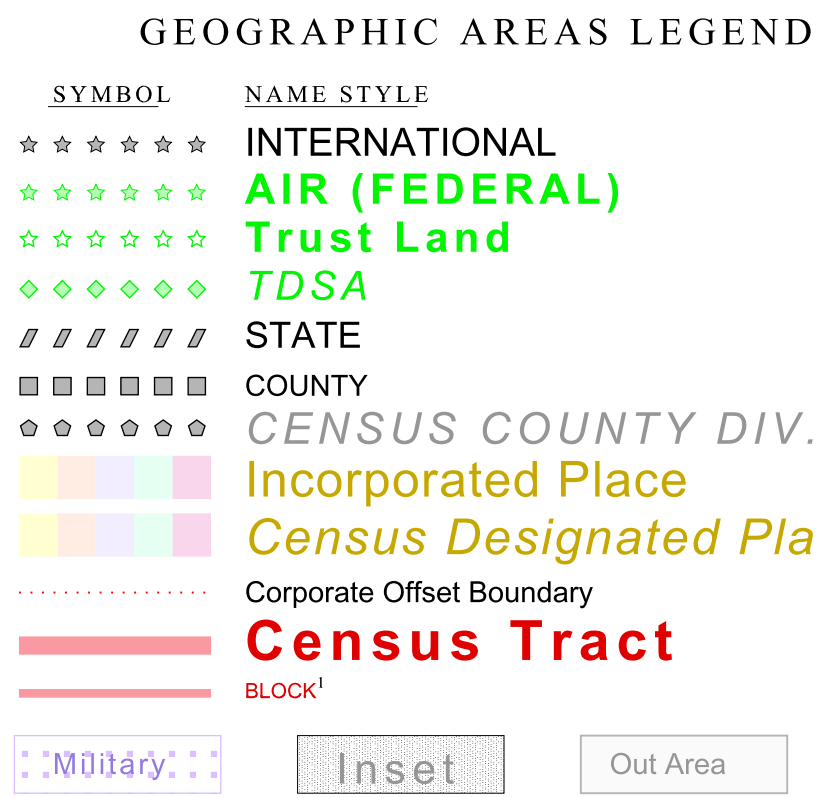 GEOGRAPHIC AREAS LEGEND
SYMBOL NAME STYLE
INTERNATIONAL
AIR (FEDERAL)
Trust Land
TDSA
STATE
COUNTY
CENSUS COUNTY DIV.
Incorporated Place
Census Designated Pla
Corporate Offset Boundary
Census Tract
BLOCK¹
Military Inset Out Area